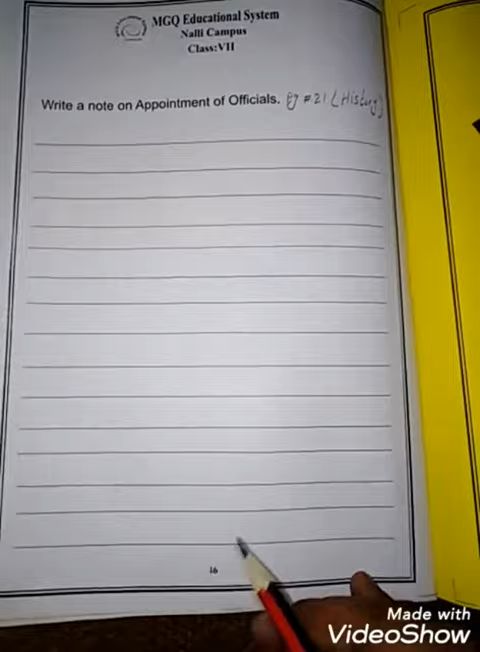 MGQ Educational System
Nalli Campus
Class:VII
Write a note on Appointment of Officials. Pg # 21 (History)
16
Made with
VideoShow